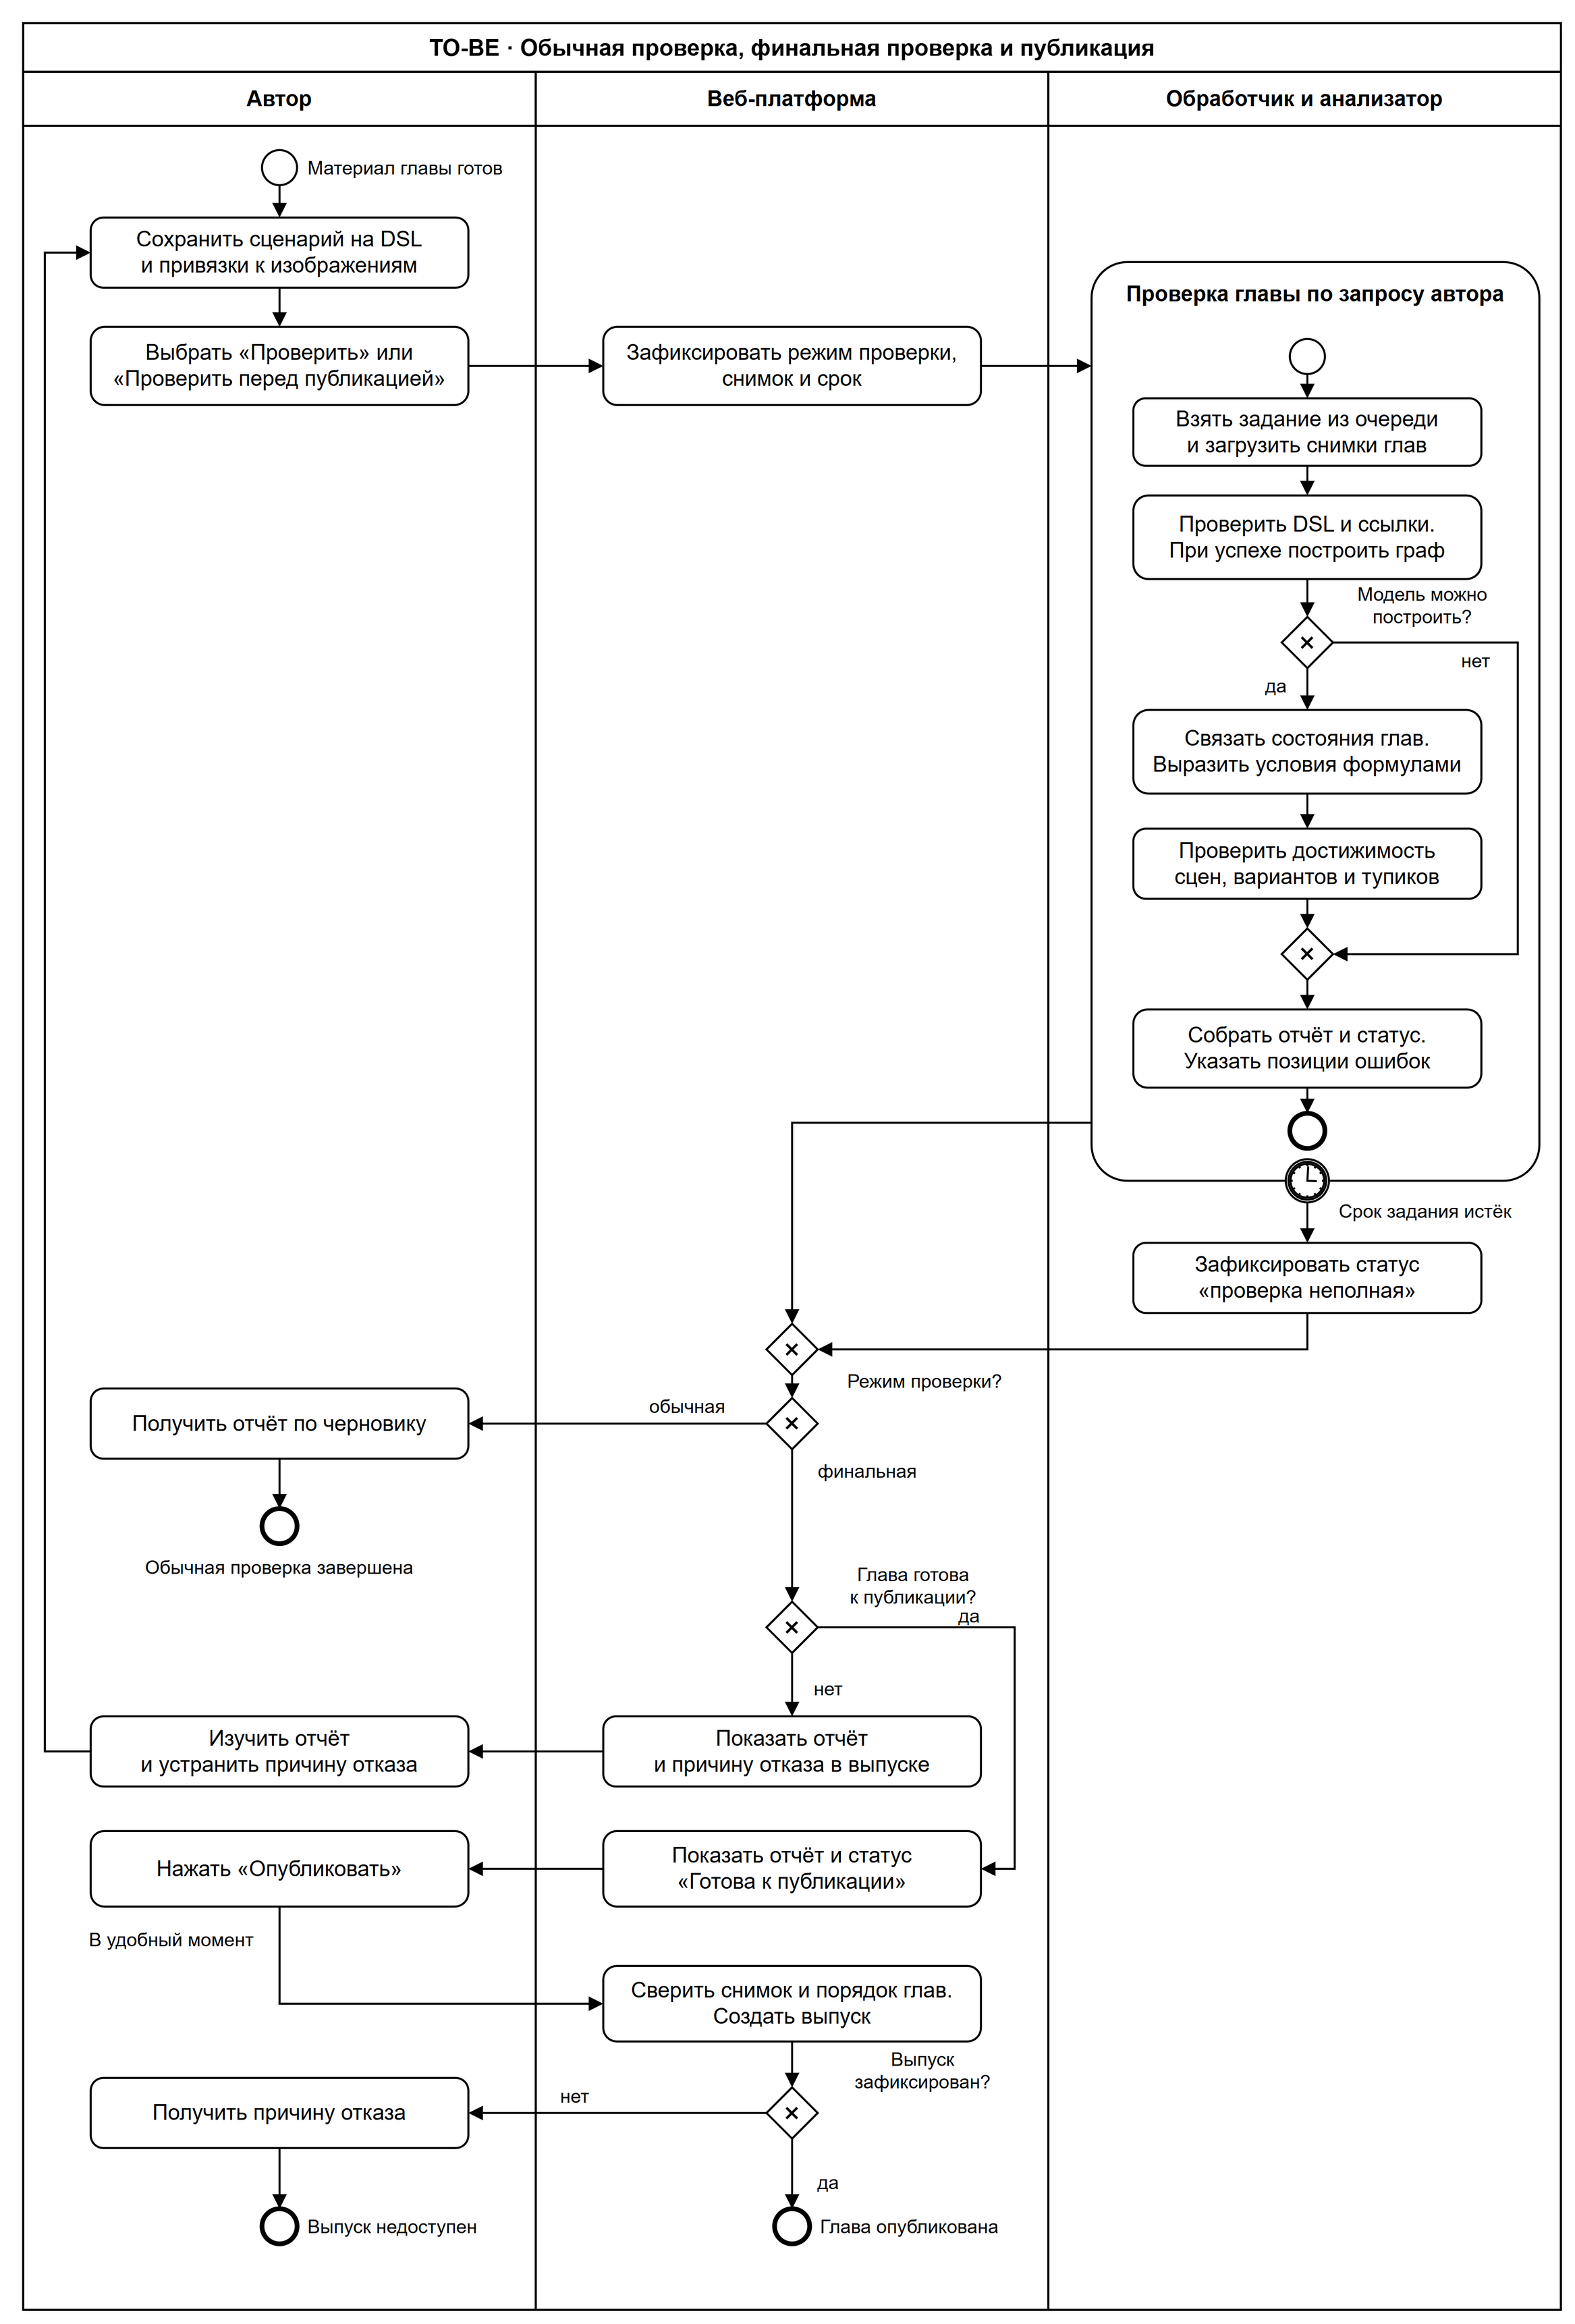 TO-BE · Обычная проверка, финальная проверка и публикация
Автор
Веб-платформа
Обработчик и анализатор
Материал главы готов
Сохранить сценарий на DSL
и привязки к изображениям
Выбрать «Проверить» или
«Проверить перед публикацией»
Зафиксировать режим проверки,
снимок и срок
Проверка главы по запросу автора
Взять задание из очереди
и загрузить снимки глав
Проверить DSL и ссылки.
При успехе построить граф
Модель можно
построить?
нет
да
Связать состояния глав.
Выразить условия формулами
Проверить достижимость
сцен, вариантов и тупиков
Собрать отчёт и статус.
Указать позиции ошибок
Срок задания истёк
Зафиксировать статус
«проверка неполная»
Режим проверки?
обычная
Получить отчёт по черновику
финальная
Обычная проверка завершена
Глава готова
к публикации?
да
нет
Показать отчёт
и причину отказа в выпуске
Изучить отчёт
и устранить причину отказа
Показать отчёт и статус
«Готова к публикации»
Нажать «Опубликовать»
В удобный момент
Сверить снимок и порядок глав.
Создать выпуск
Выпуск
зафиксирован?
нет
Получить причину отказа
да
Выпуск недоступен
Глава опубликована